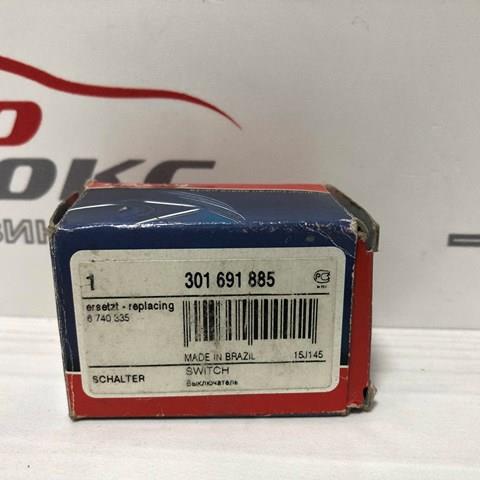 ОКС
1 301 691 885
ersetzt - replacing
6 740 335
MADE IN BRAZIL 15J145
SCHALTER SWITCH
Выключатель